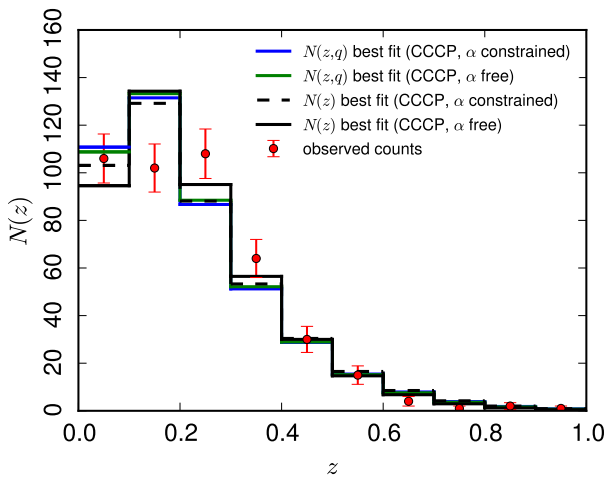 160
140
120
100
80
60
40
20
0
N(z)
N(z,q) best fit (CCCP, α constrained)
N(z,q) best fit (CCCP, α free)
N(z) best fit (CCCP, α constrained)
N(z) best fit (CCCP, α free)
observed counts
0.0 0.2 0.4 0.6 0.8 1.0
z